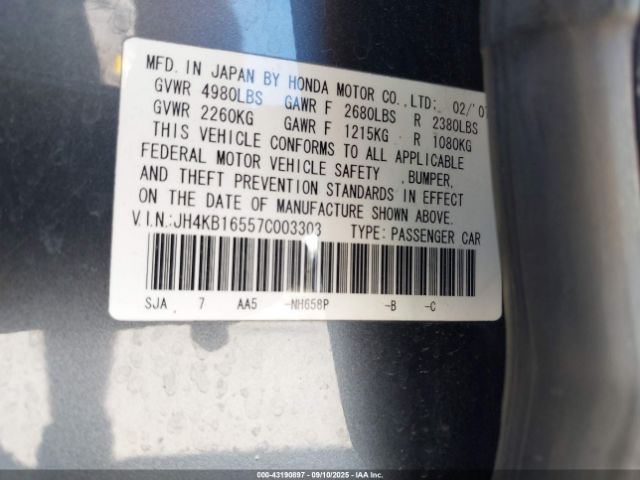 MFD. IN JAPAN BY HONDA MOTOR CO.,LTD; 02/'07
GVWR 4980LBS GAWR F 2680LBS R 2380LBS
GVWR 2260KG GAWR F 1215KG R 1080KG
THIS VEHICLE CONFORMS TO ALL APPLICABLE
FEDERAL MOTOR VEHICLE SAFETY , BUMPER,
AND THEFT PREVENTION STANDARDS IN EFFECT
ON THE DATE OF MANUFACTURE SHOWN ABOVE.
V.I.N.:JH4KB16557C003303 TYPE: PASSENGER CAR
SJA 7 AA5 -NH658P -B -C
000-43190897 - 09/10/2025 - IAAI.COM